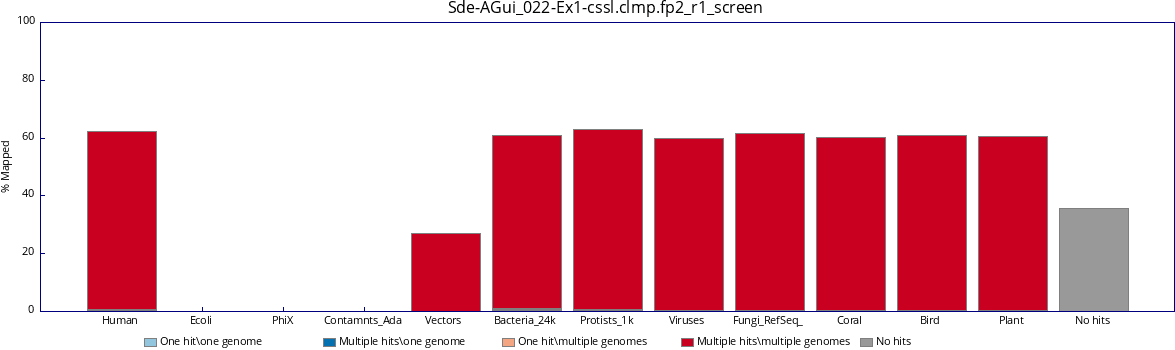 Sde-AGui_022-Ex1-cssl.clmp.fp2_r1_screen
% Mapped
100
80
60
40
20
0
Human Ecoli PhiX Contamnts_Ada Vectors Bacteria_24k Protists_1k Viruses Fungi_RefSeq_ Coral Bird Plant No hits
One hit\one genome Multiple hits\one genome One hit\multiple genomes Multiple hits\multiple genomes No hits